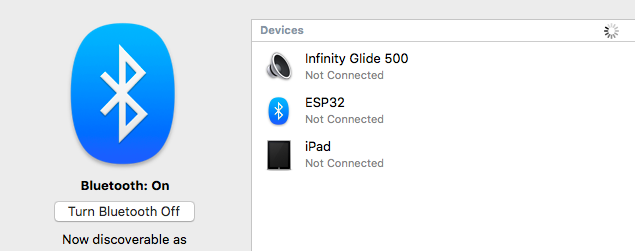 Devices
Infinity Glide 500
Not Connected
ESP32
Not Connected
iPad
Not Connected
Bluetooth: On
Turn Bluetooth Off
Now discoverable as